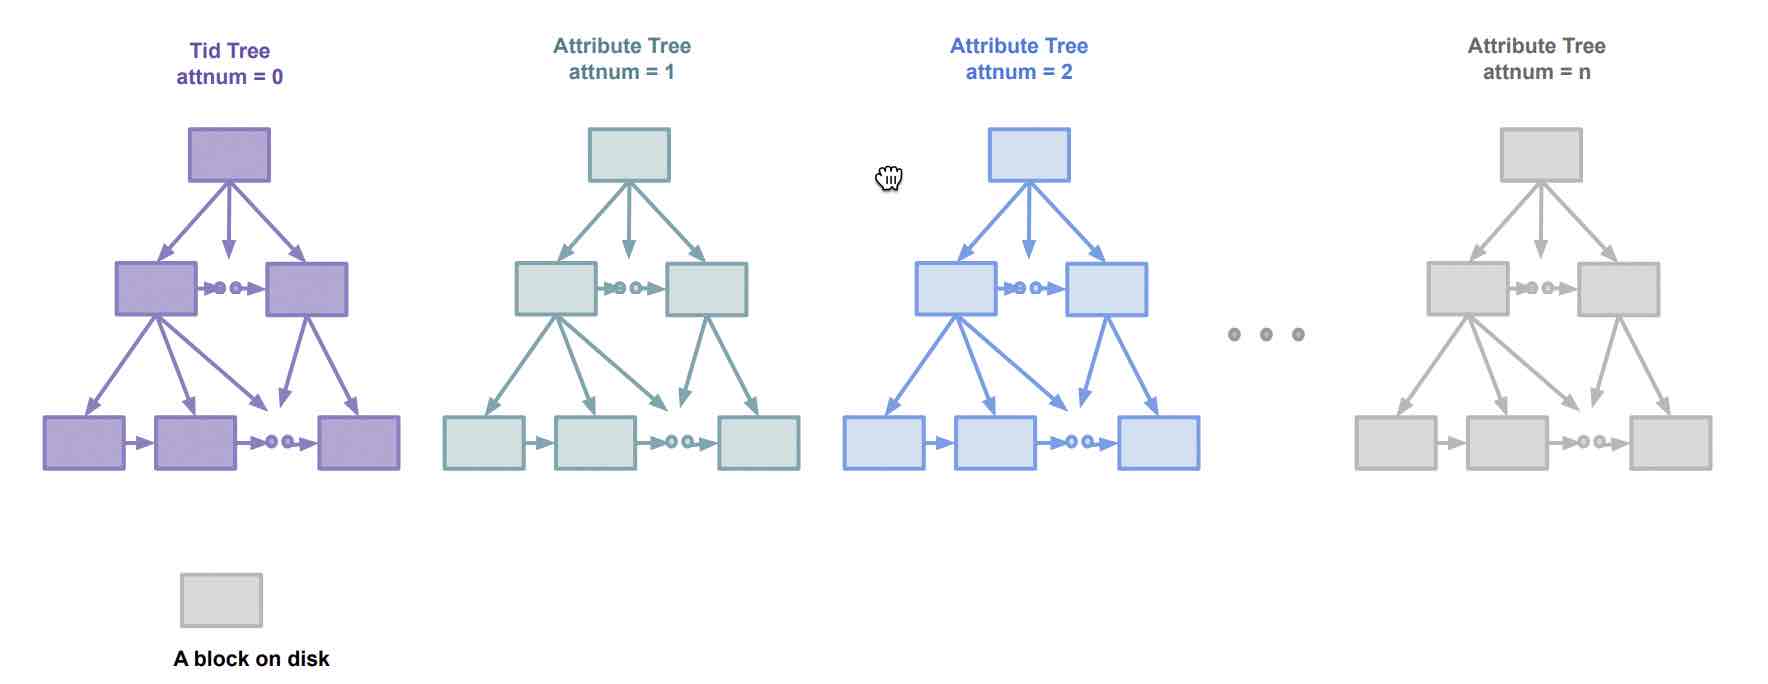 Tid Tree
attnum = 0
Attribute Tree
attnum = 1
Attribute Tree
attnum = 2
Attribute Tree
attnum = n
A block on disk